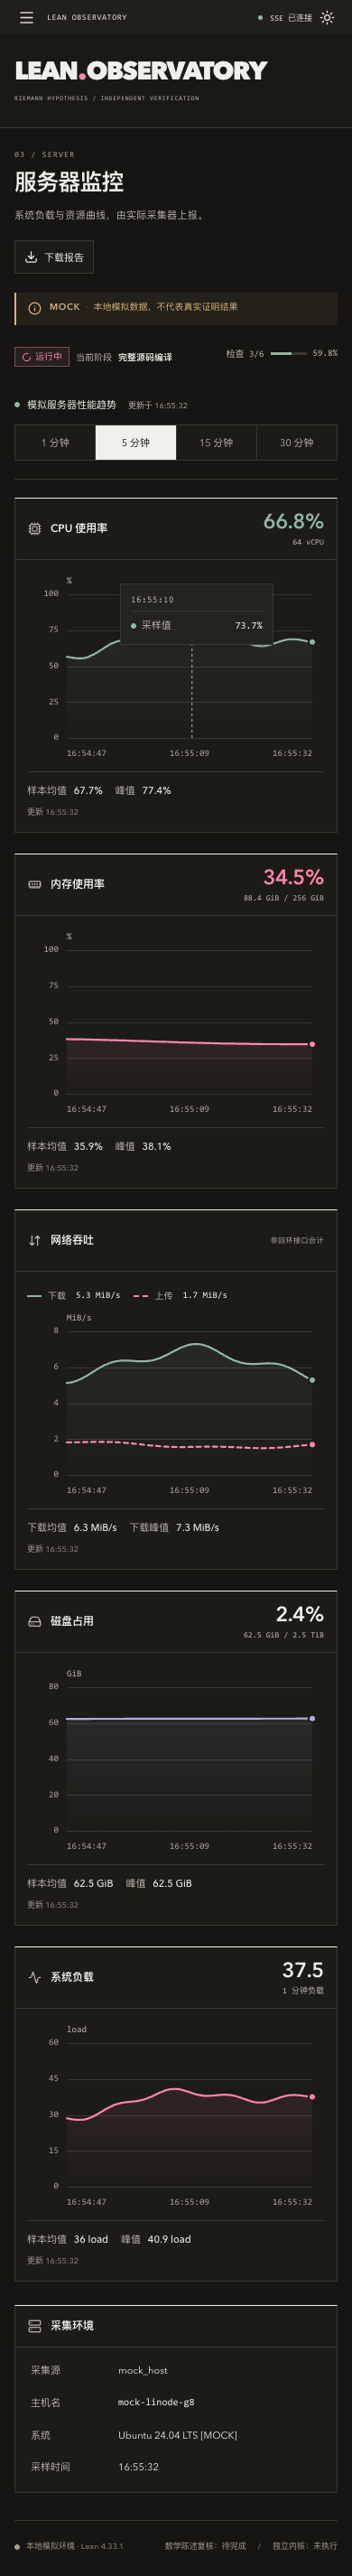 LEAN OBSERVATORY
SSE 已连接
LEAN.OBSERVATORY
RIEMANN HYPOTHESIS / INDEPENDENT VERIFICATION
03 / SERVER
服务器监控
系统负载与资源曲线，由实际采集器上报。
下载报告
MOCK · 本地模拟数据，不代表真实证明结果
运行中 当前阶段 完整源码编译 检查 3/6 59.8%
模拟服务器性能趋势 更新于 16:55:32
1 分钟 5 分钟 15 分钟 30 分钟
CPU 使用率 66.8%
64 vCPU
%
100
16:55:10
采样值 73.7%
75
50
25
0
16:54:47 16:55:09 16:55:32
样本均值 67.7% 峰值 77.4%
更新 16:55:32
内存使用率 34.5%
88.4 GiB / 256 GiB
%
100
75
50
25
0
16:54:47 16:55:09 16:55:32
样本均值 35.9% 峰值 38.1%
更新 16:55:32
网络吞吐 非回环接口合计
下载 5.3 MiB/s 上传 1.7 MiB/s
MiB/s
8
6
4
2
0
16:54:47 16:55:09 16:55:32
下载均值 6.3 MiB/s 下载峰值 7.3 MiB/s
更新 16:55:32
磁盘占用 2.4%
62.5 GiB / 2.5 TiB
GiB
80
60
40
20
0
16:54:47 16:55:09 16:55:32
样本均值 62.5 GiB 峰值 62.5 GiB
更新 16:55:32
系统负载 37.5
1 分钟负载
load
60
45
30
15
0
16:54:47 16:55:09 16:55:32
样本均值 36 load 峰值 40.9 load
更新 16:55:32
采集环境
采集源 mock_host
主机名 mock-linode-g8
系统 Ubuntu 24.04 LTS [MOCK]
采样时间 16:55:32
本地模拟环境 · Lean 4.33.1 数学陈述复核: 待完成 / 独立内核: 未执行